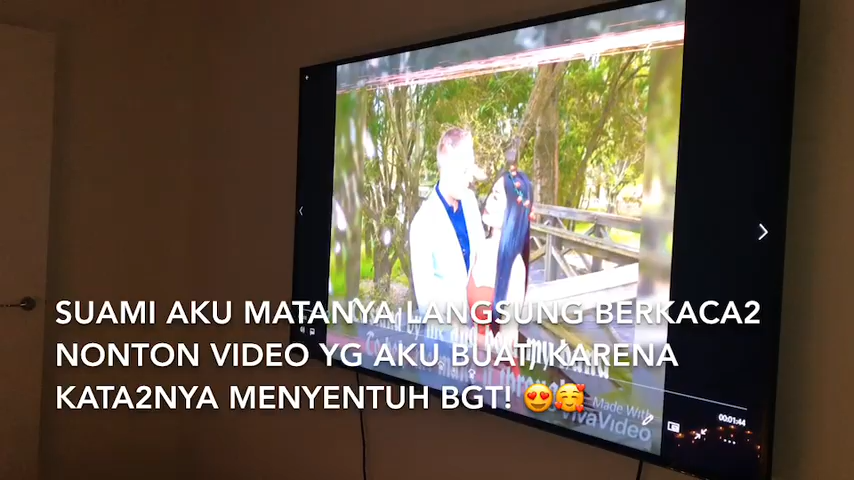 SUAMI AKU MATANYA LANGSUNG BERKACA2
NONTON VIDEO YG AKU BUAT, KARENA
KATA2NYA MENYENTUH BGT! 😍🥰
Made With
VivaVideo
00:01:44